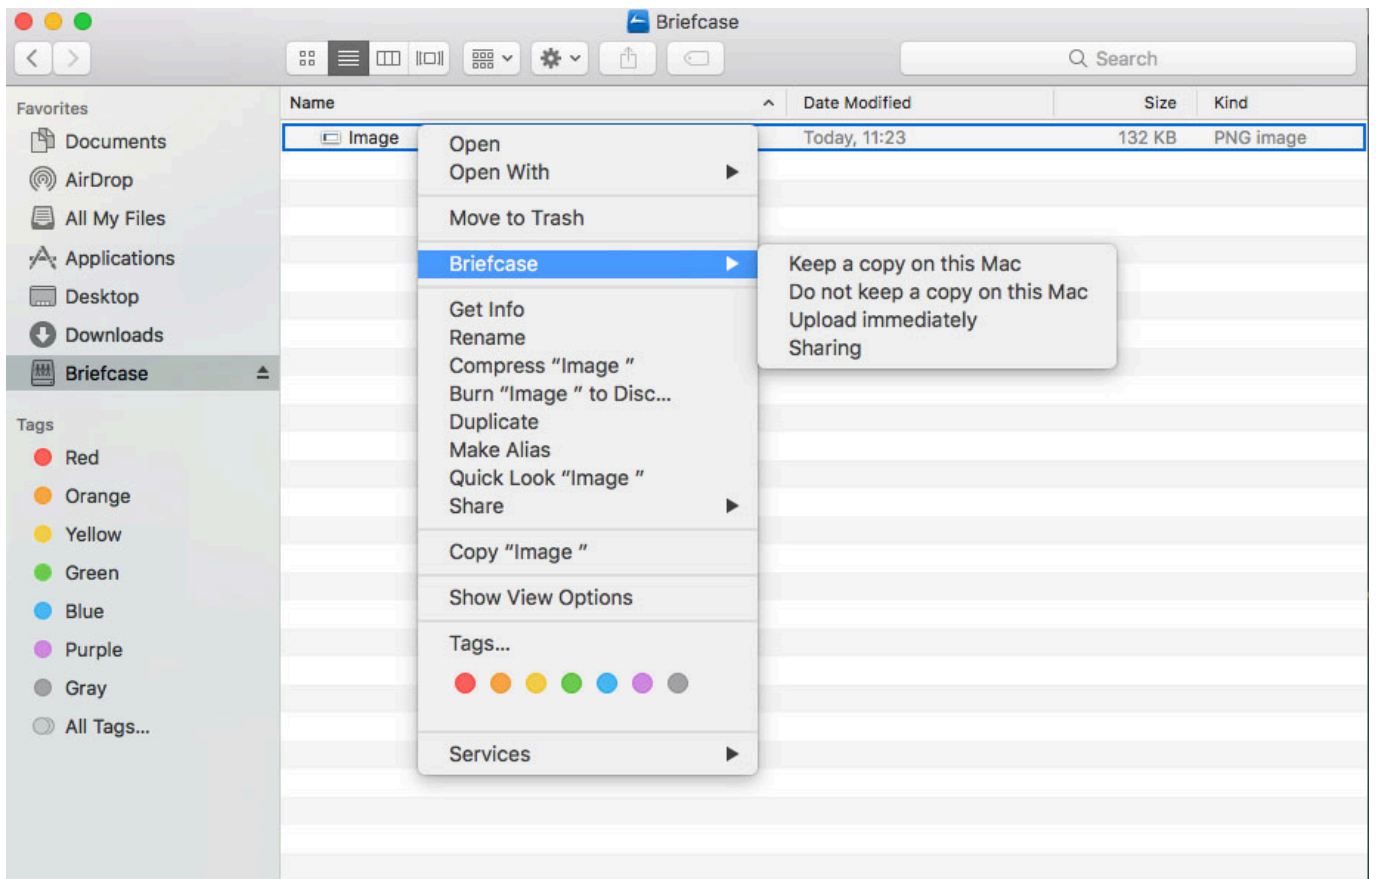 Briefcase
Search
Favorites
Documents
AirDrop
All My Files
Applications
Desktop
Downloads
Briefcase
Tags
Red
Orange
Yellow
Green
Blue
Purple
Gray
All Tags...
Name Date Modified Size Kind
Image Today, 11:23 132 KB PNG image
Open
Open With
Move to Trash
Briefcase
Get Info
Rename
Compress “Image ”
Burn “Image ” to Disc...
Duplicate
Make Alias
Quick Look “Image ”
Share
Copy “Image ”
Show View Options
Tags...
Services
Keep a copy on this Mac
Do not keep a copy on this Mac
Upload immediately
Sharing